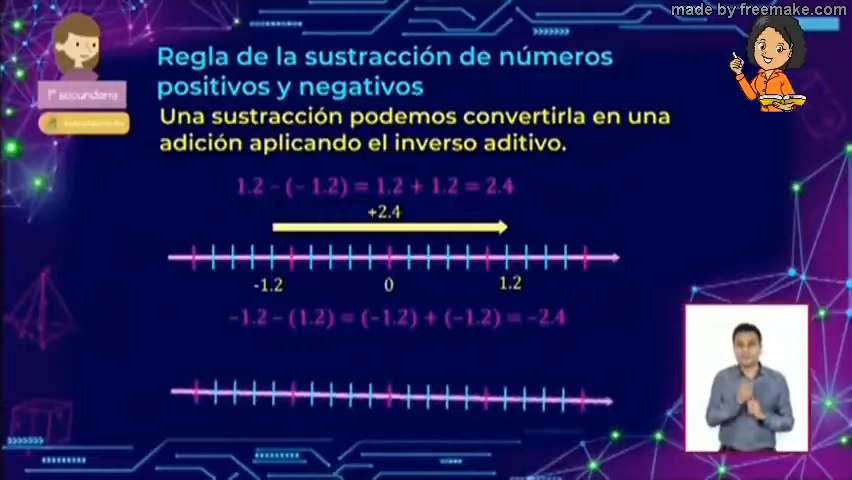 made by freemake.com
Regla de la sustracción de números
positivos y negativos
1° secundaria
Una sustracción podemos convertirla en una
adición aplicando el inverso aditivo.
1.2 - (- 1.2) = 1.2 + 1.2 = 2.4
+2.4
-1.2 0 1.2
-1.2 - (1.2) = (-1.2) + (-1.2) = -2.4